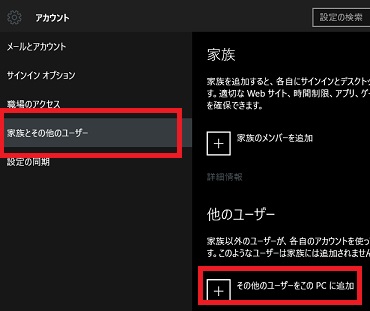 アカウント
設定の検索
メールとアカウント
サインイン オプション
職場のアクセス
家族とその他のユーザー
設定の同期
家族
家族を追加すると、各自にサインインとデスクト
す。適切な Web サイト、時間制限、アプリ、ゲー
を確保できます。
家族のメンバーを追加
詳細情報
他のユーザー
家族以外のユーザーが、各自のアカウントを使っ
す。このようなユーザーは家族には追加されません
その他のユーザーをこの PC に追加